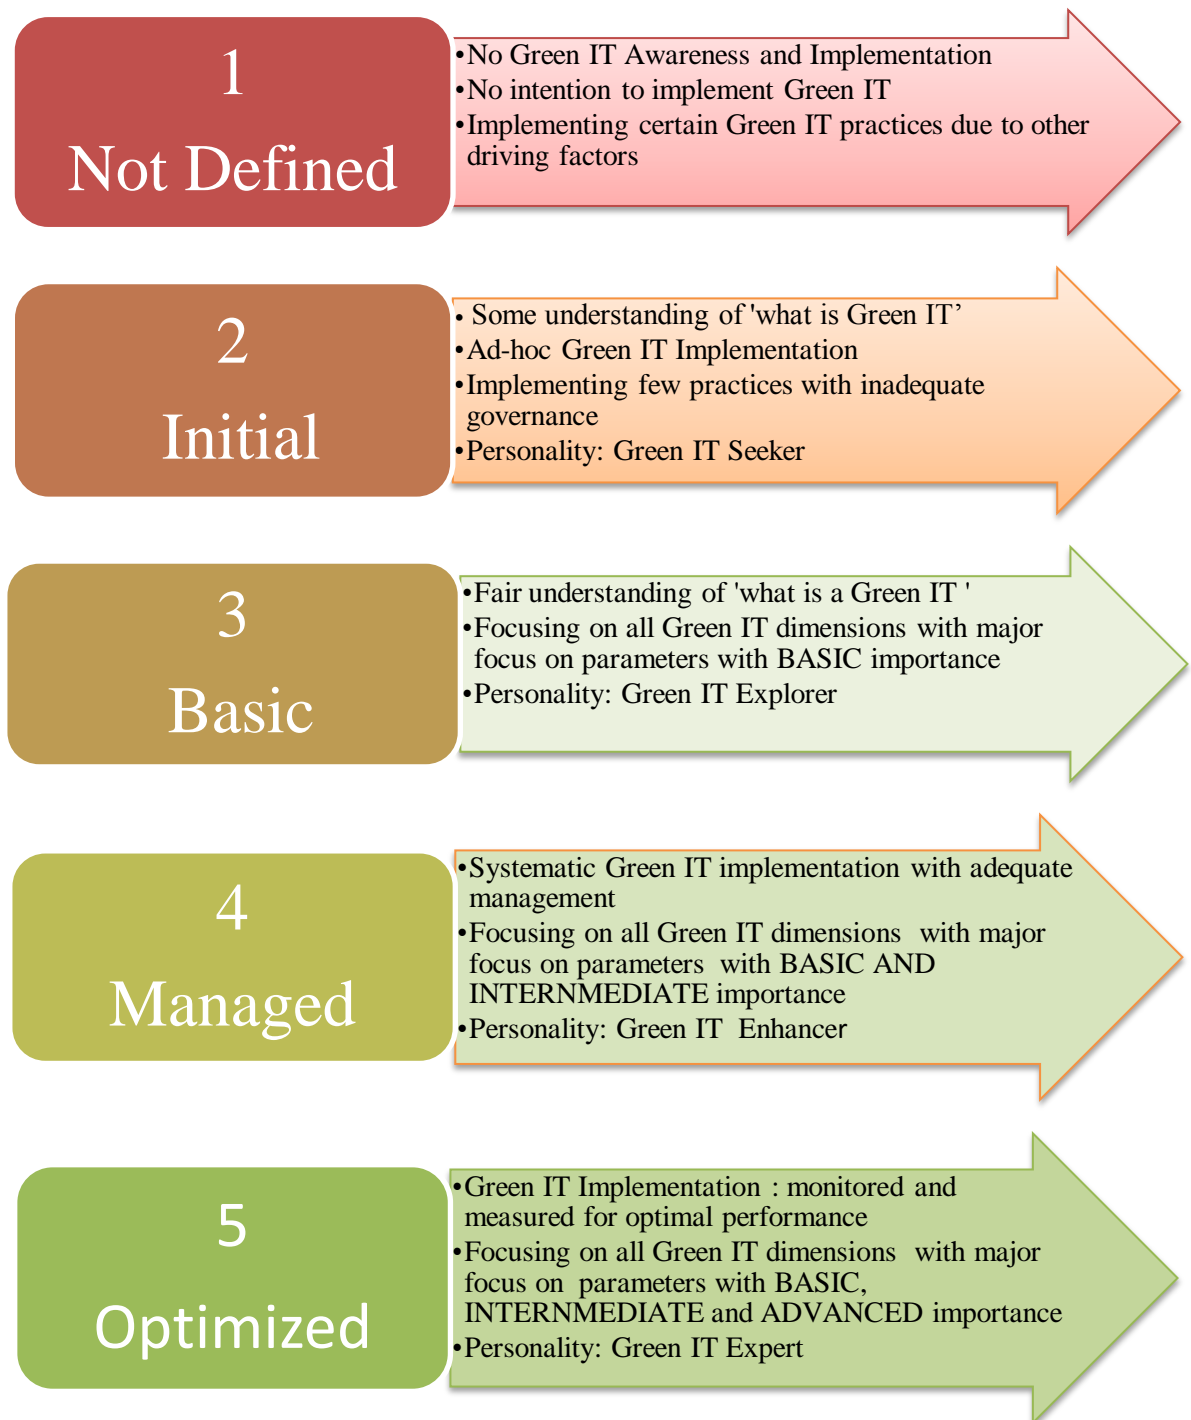 1
Not Defined
•No Green IT Awareness and Implementation
•No intention to implement Green IT
•Implementing certain Green IT practices due to other
driving factors
2
Initial
• Some understanding of 'what is Green IT’
•Ad-hoc Green IT Implementation
•Implementing few practices with inadequate
governance
•Personality: Green IT Seeker
3
Basic
•Fair understanding of 'what is a Green IT '
•Focusing on all Green IT dimensions with major
focus on parameters with BASIC importance
•Personality: Green IT Explorer
4
Managed
•Systematic Green IT implementation with adequate
management
•Focusing on all Green IT dimensions with major
focus on parameters with BASIC AND
INTERNMEDIATE importance
•Personality: Green IT Enhancer
5
Optimized
•Green IT Implementation : monitored and
measured for optimal performance
•Focusing on all Green IT dimensions with major
focus on parameters with BASIC,
INTERNMEDIATE and ADVANCED importance
•Personality: Green IT Expert